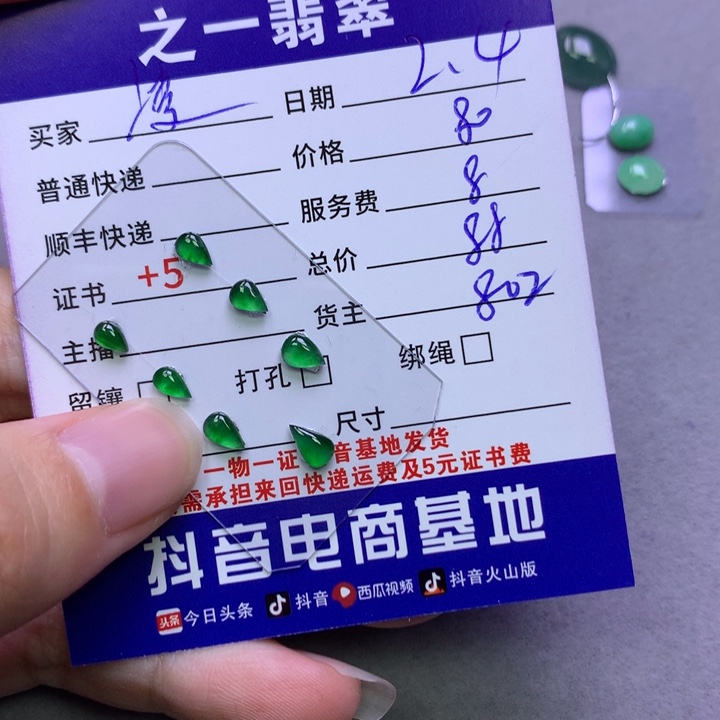 之一翡翠
买家 日期 2.4
普通快递 价格 80
顺丰快递 服务费 8
证书 +5 总价 88
主播 货主 802
留镶 打孔 绑绳
尺寸
一物一证 音基地发货
需承担来回快递运费及5元证书费
抖音电商基地
头条 今日头条 抖音 西瓜视频 抖音火山版